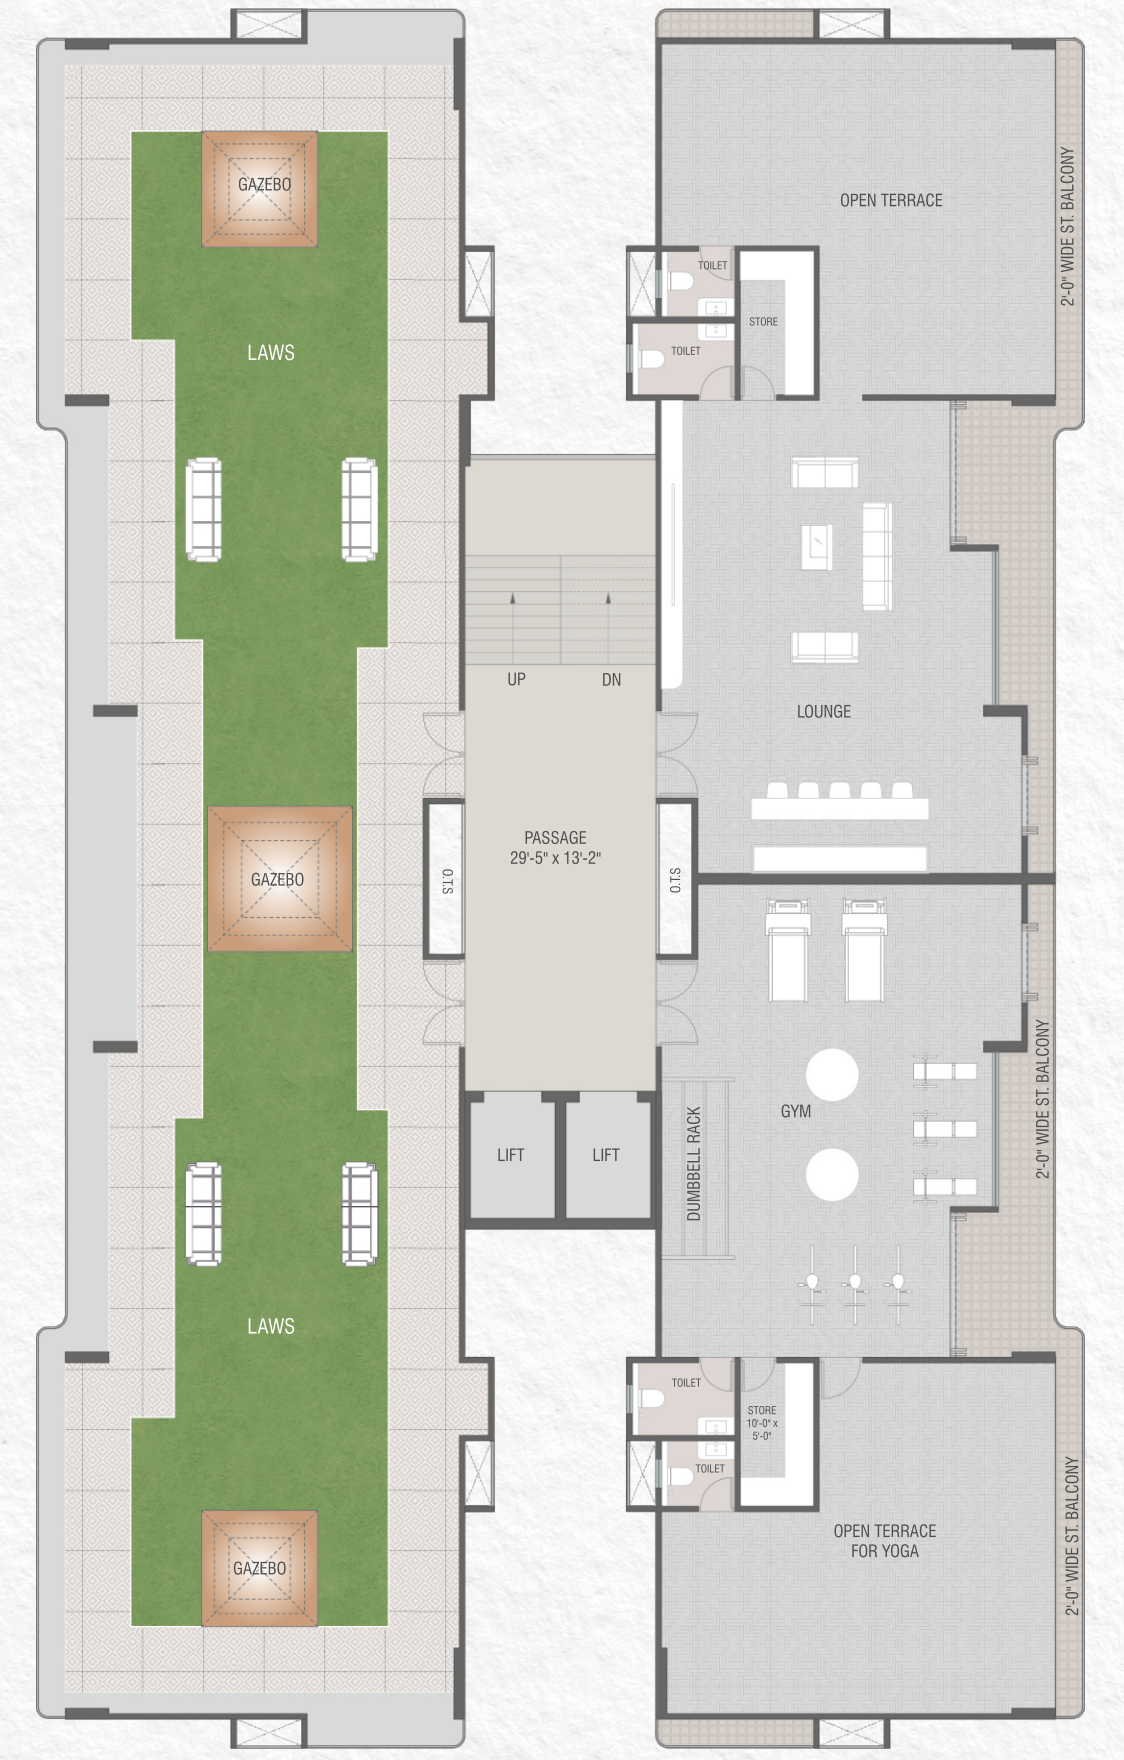 GAZEBO
OPEN TERRACE
2'-0" WIDE ST. BALCONY
TOILET
STORE
TOILET
LAWS
UP
DN
LOUNGE
PASSAGE
29'-5" x 13'-2"
GAZEBO
O.T.S
O.T.S
GYM
DUMBBELL RACK
2'-0" WIDE ST. BALCONY
LIFT
LIFT
LAWS
TOILET
STORE
10'-0" x
5'-0"
TOILET
OPEN TERRACE
FOR YOGA
2'-0" WIDE ST. BALCONY
GAZEBO